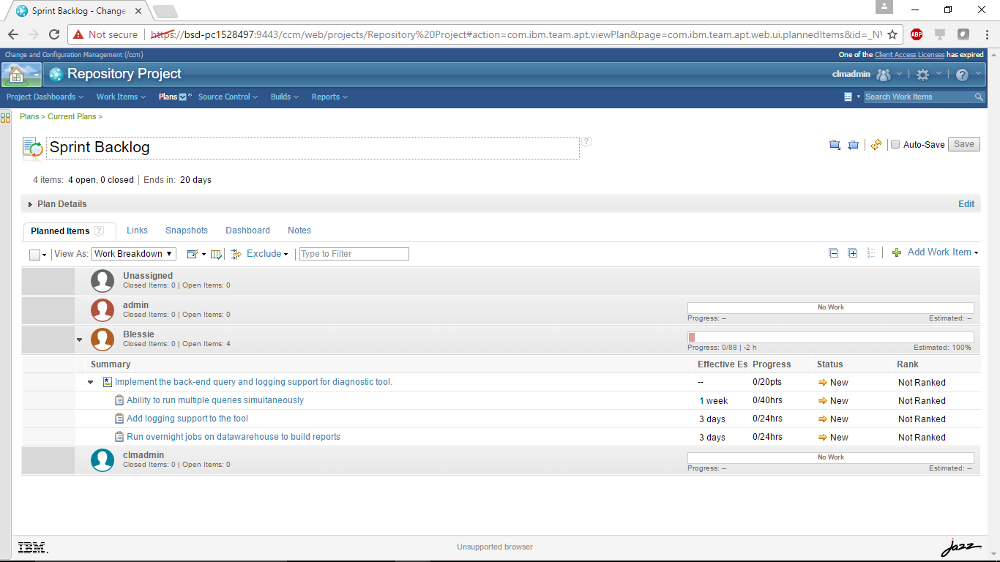 Sprint Backlog - Change
Not secure | https://bsd-pc1528497:9443/ccm/web/projects/Repository%20Project#action=com.ibm.team.apt.viewPlan&page=com.ibm.team.apt.web.ui.plannedItems&id=_NV
ABP
Change and Configuration Management (/ccm) One of the Client Access Licenses has expired
Repository Project clmadmin
Project Dashboards Work Items Plans * Source Control Builds Reports Search Work Items
Plans > Current Plans >
Sprint Backlog ? Auto-Save Save
4 items: 4 open, 0 closed | Ends in: 20 days
Plan Details Edit
Planned Items ? Links Snapshots Dashboard Notes
View As: Work Breakdown Exclude Type to Filter Add Work Item
Unassigned
Closed Items: 0 | Open Items: 0
admin No Work
Closed Items: 0 | Open Items: 0 Progress: -- Estimated: --
Blessie
Closed Items: 0 | Open Items: 4 Progress: 0/88 | -2 h Estimated: 100%
Summary Effective Es Progress Status Rank
Implement the back-end query and logging support for diagnostic tool. -- 0/20pts New Not Ranked
Ability to run multiple queries simultaneously 1 week 0/40hrs New Not Ranked
Add logging support to the tool 3 days 0/24hrs New Not Ranked
Run overnight jobs on datawarehouse to build reports 3 days 0/24hrs New Not Ranked
clmadmin No Work
Closed Items: 0 | Open Items: 0 Progress: -- Estimated: --
IBM. Unsupported browser jazz